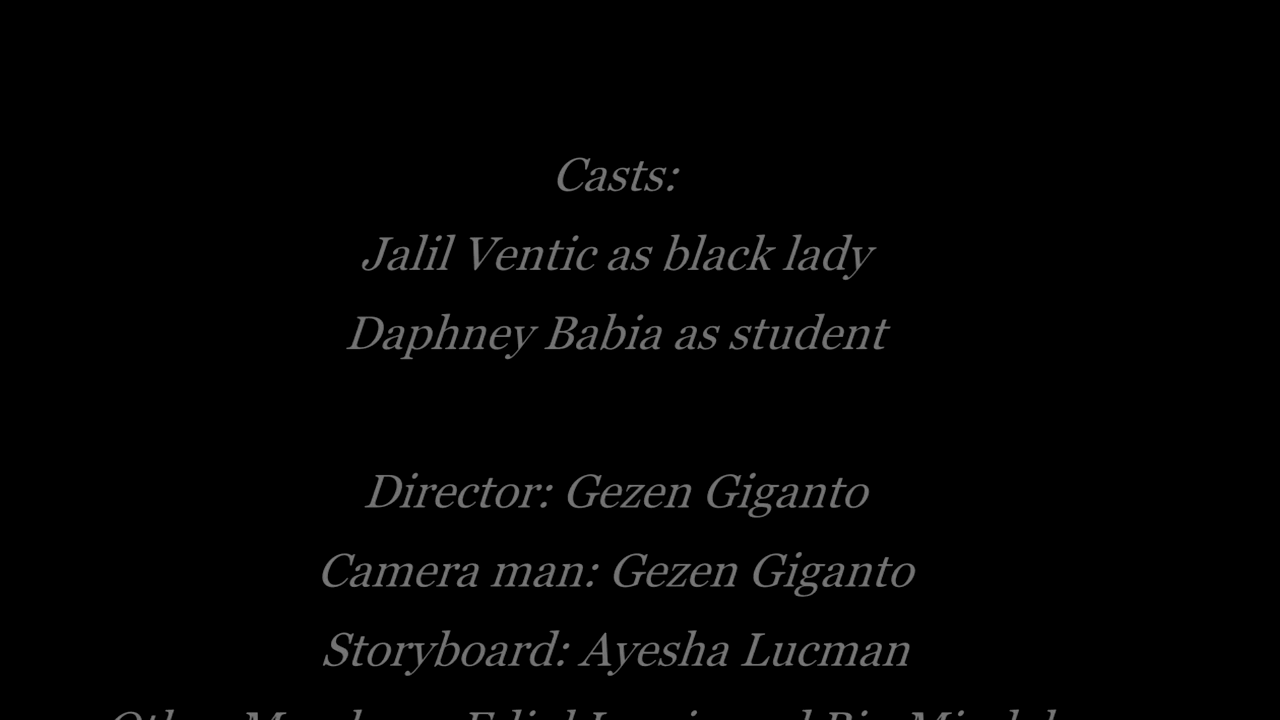 Casts:
Jalil Ventic as black lady
Daphney Babia as student
Director: Gezen Giganto
Camera man: Gezen Giganto
Storyboard: Ayesha Lucman